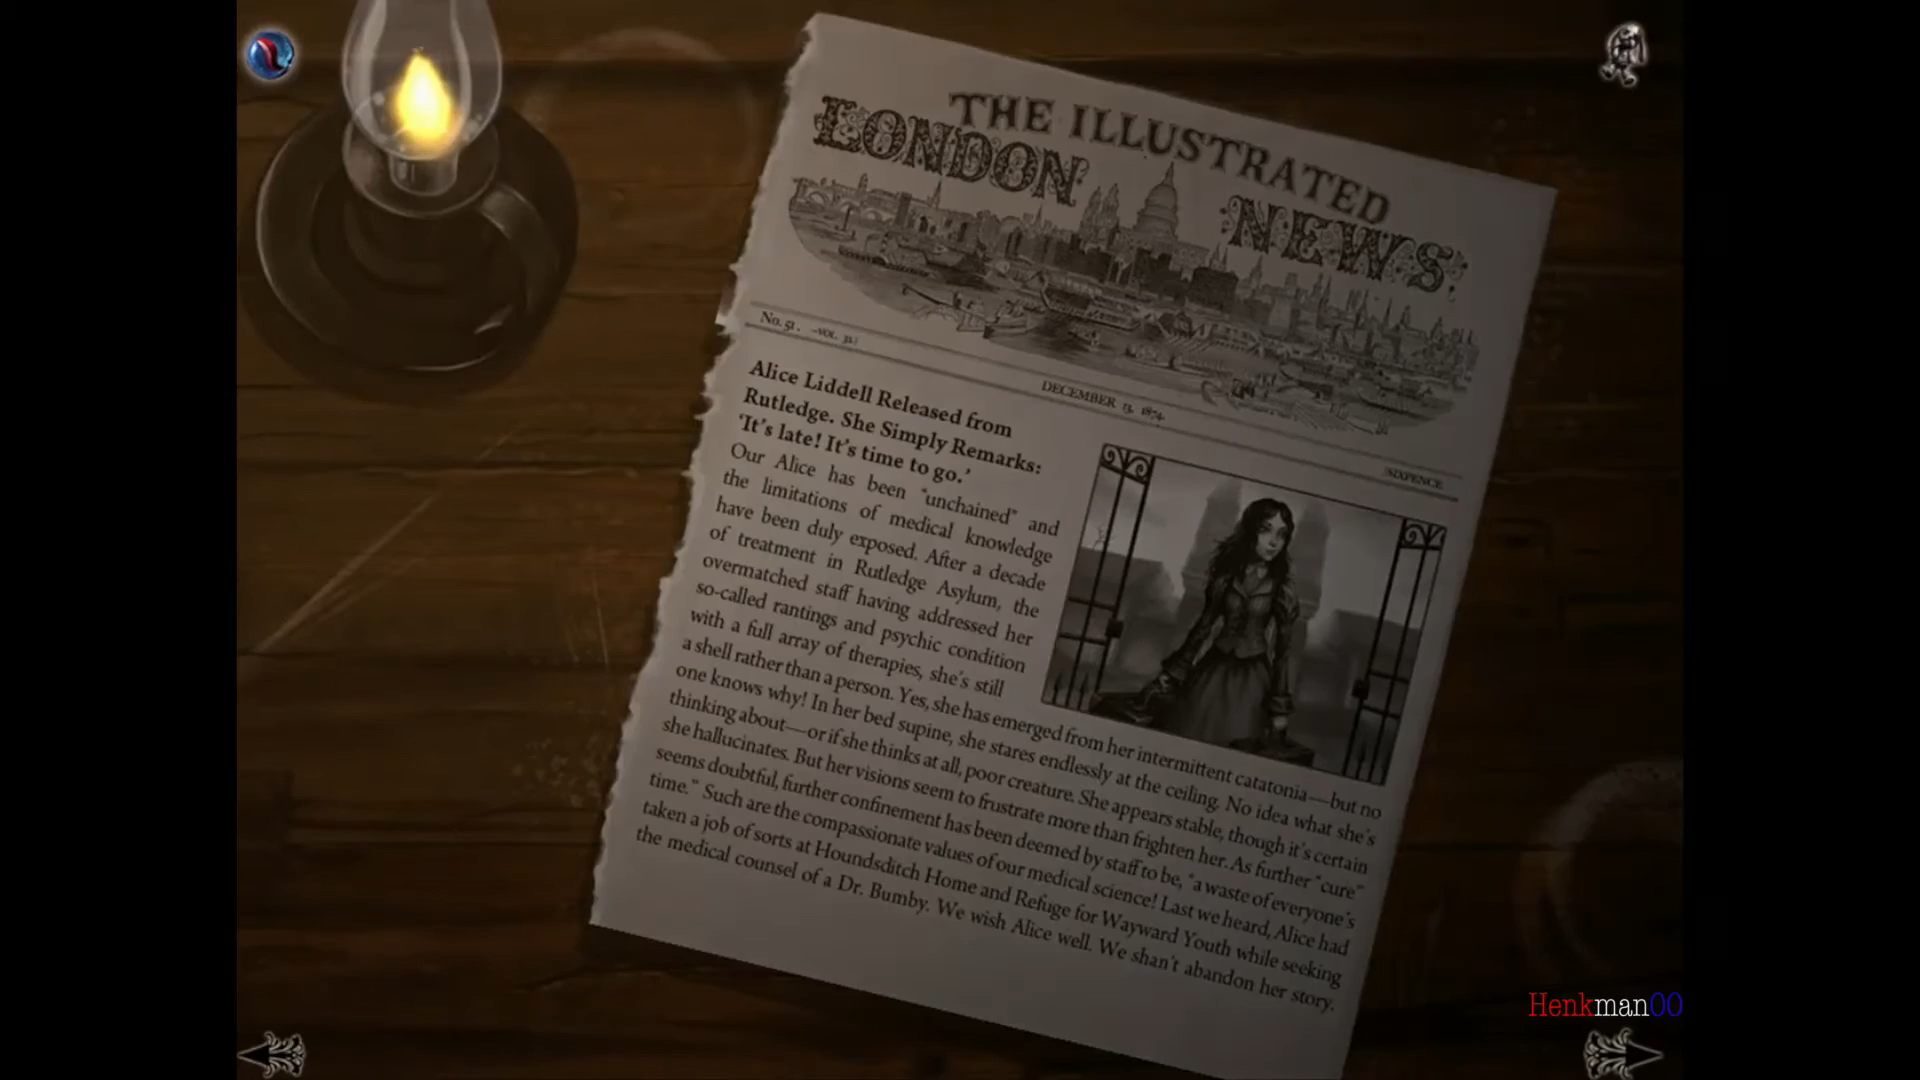 THE ILLUSTRATED
LONDON NEWS
No. 51. -VOL. 31.
DECEMBER 13, 1874.
SIXPENCE
Alice Liddell Released from
Rutledge. She Simply Remarks:
‘It’s late! It’s time to go.’
Our Alice has been "unchained" and
the limitations of medical knowledge
have been duly exposed. After a decade
of treatment in Rutledge Asylum, the
overmatched staff having addressed her
so-called rantings and psychic condition
with a full array of therapies, she’s still
a shell rather than a person. Yes, she has emerged from her intermittent catatonia—but no
one knows why! In her bed supine, she stares endlessly at the ceiling. No idea what she’s
thinking about—or if she thinks at all, poor creature. She appears stable, though it’s certain
she hallucinates. But her visions seem to frustrate more than frighten her. As further "cure"
seems doubtful, further confinement has been deemed by staff to be, "a waste of everyone’s
time." Such are the compassionate values of our medical science! Last we heard, Alice had
taken a job of sorts at Houndsditch Home and Refuge for Wayward Youth while seeking
the medical counsel of a Dr. Bumby. We wish Alice well. We shan’t abandon her story.
Henkman00